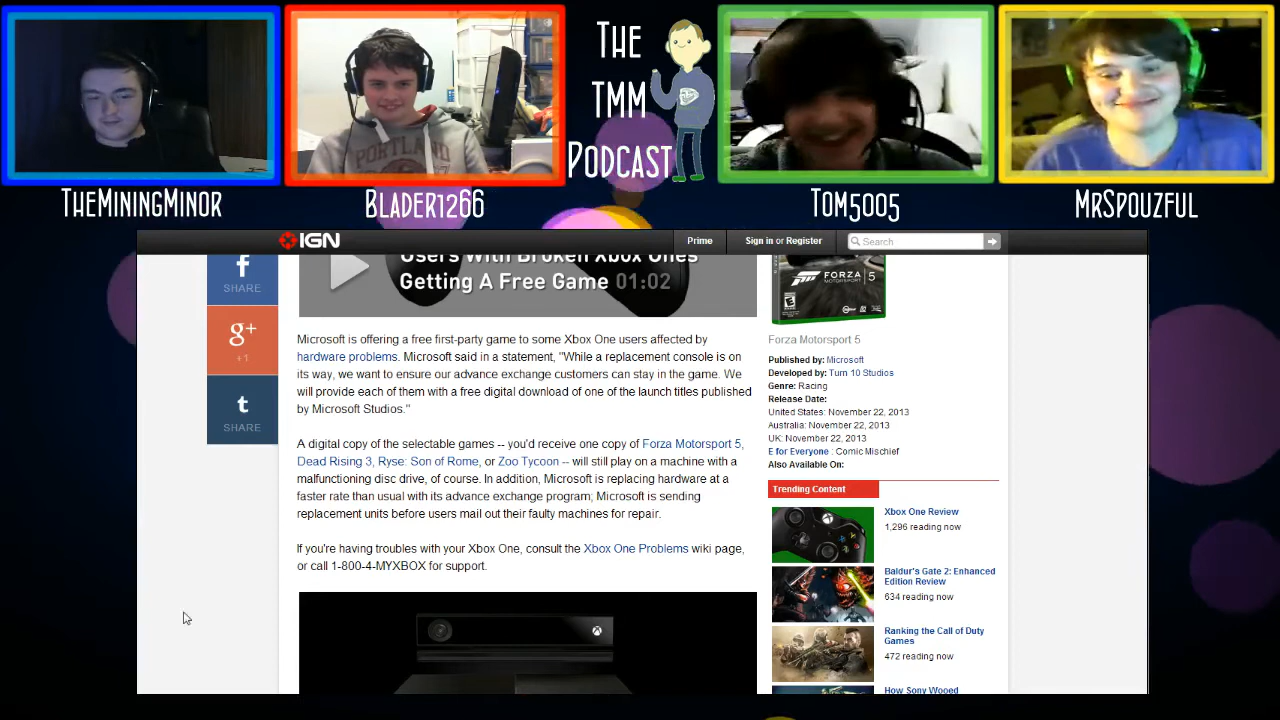 THE
TMM
PODCAST
THEMININGMINOR
BLADER1266
TOM5005
MRSPOUZFUL
PORTLAND
IGN
Prime
Sign in or Register
Search
f
SHARE
g+
+1
t
SHARE
Users With Broken Xbox Ones
Getting A Free Game 01:02
Microsoft is offering a free first-party game to some Xbox One users affected by
hardware problems. Microsoft said in a statement, "While a replacement console is on
its way, we want to ensure our advance exchange customers can stay in the game. We
will provide each of them with a free digital download of one of the launch titles published
by Microsoft Studios."
A digital copy of the selectable games -- you'd receive one copy of Forza Motorsport 5,
Dead Rising 3, Ryse: Son of Rome, or Zoo Tycoon -- will still play on a machine with a
malfunctioning disc drive, of course. In addition, Microsoft is replacing hardware at a
faster rate than usual with its advance exchange program; Microsoft is sending
replacement units before users mail out their faulty machines for repair.
If you're having troubles with your Xbox One, consult the Xbox One Problems wiki page,
or call 1-800-4-MYXBOX for support.
FORZA
MOTORSPORT 5
Forza Motorsport 5
Published by: Microsoft
Developed by: Turn 10 Studios
Genre: Racing
Release Date:
United States: November 22, 2013
Australia: November 22, 2013
UK: November 22, 2013
E for Everyone : Comic Mischief
Also Available On:
Trending Content
Xbox One Review
1,296 reading now
Baldur's Gate 2: Enhanced
Edition Review
634 reading now
Ranking the Call of Duty
Games
472 reading now
How Sony Wooed